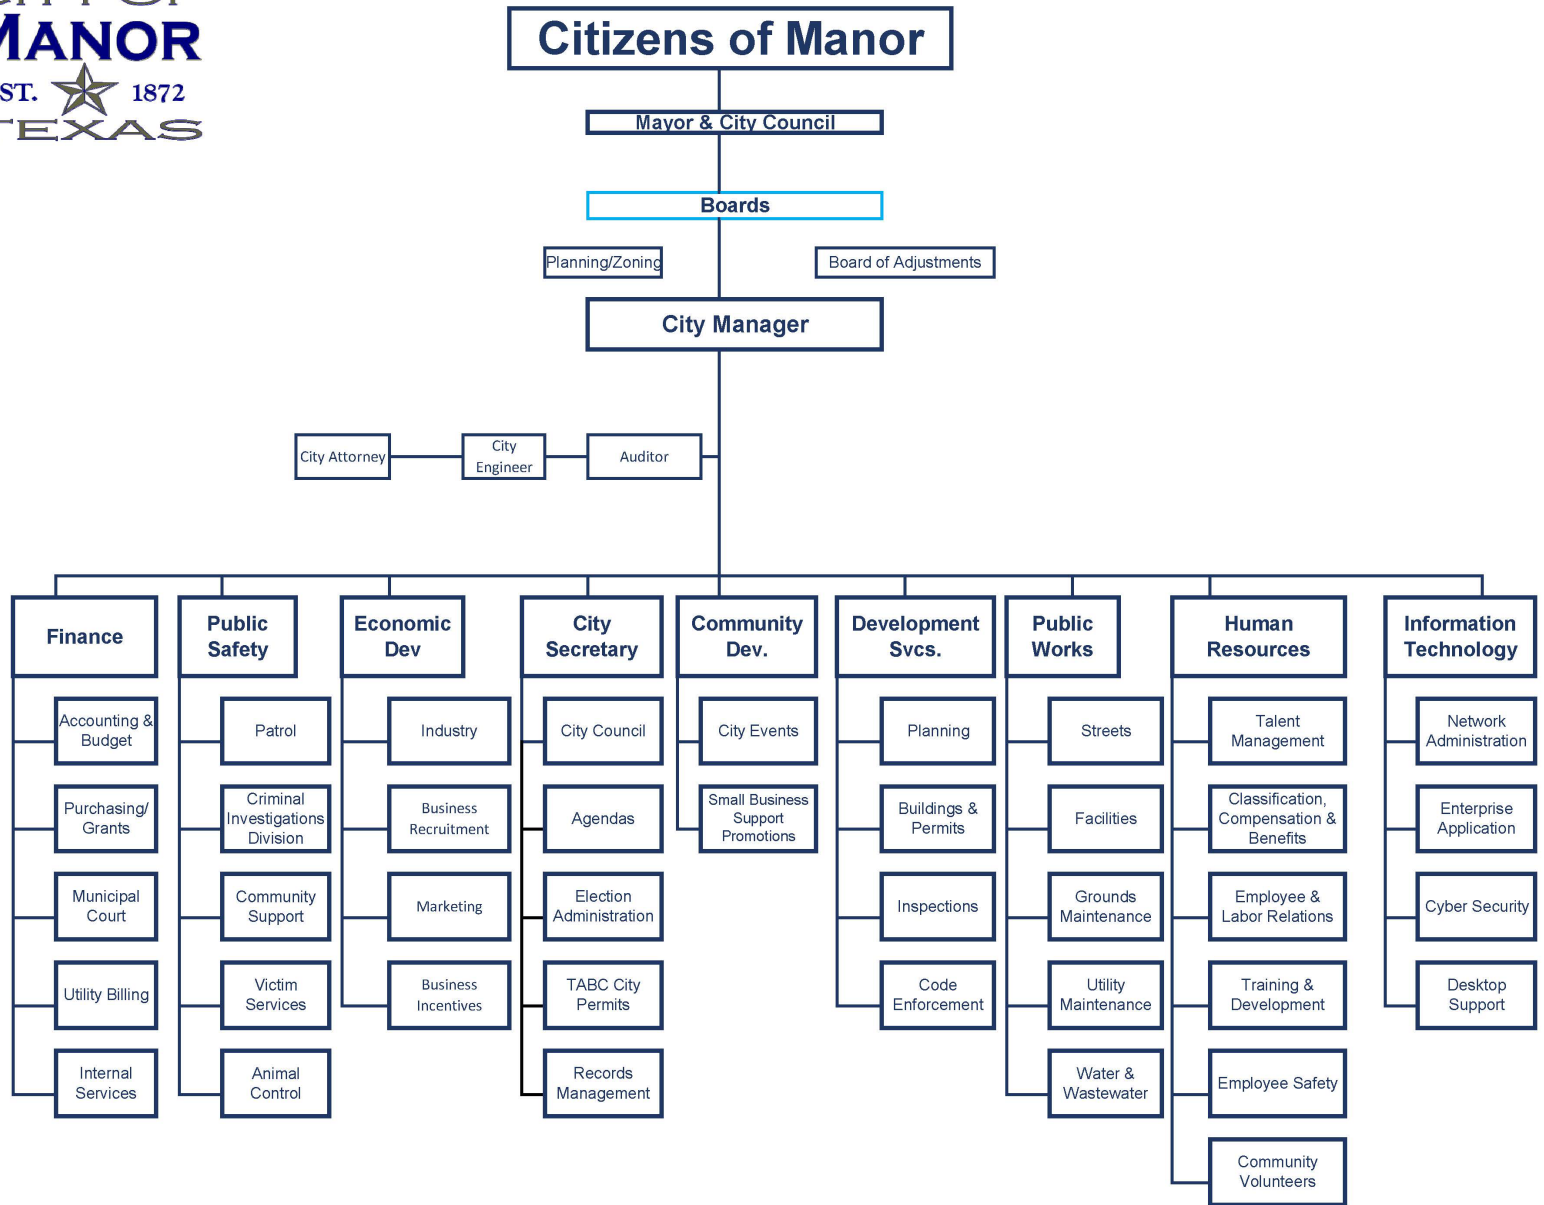 MANOR
EST. 1872
TEXAS
Citizens of Manor
Mayor & City Council
Boards
Planning/Zoning
Board of Adjustments
City Manager
City Attorney
City
Engineer
Auditor
Finance
Accounting &
Budget
Purchasing/
Grants
Municipal
Court
Utility Billing
Internal
Services
Public
Safety
Patrol
Criminal
Investigations
Division
Community
Support
Victim
Services
Animal
Control
Economic
Dev
Industry
Business
Recruitment
Marketing
Business
Incentives
City
Secretary
City Council
Agendas
Election
Administration
TABC City
Permits
Records
Management
Community
Dev.
City Events
Small Business
Support
Promotions
Development
Svcs.
Planning
Buildings &
Permits
Inspections
Code
Enforcement
Public
Works
Streets
Facilities
Grounds
Maintenance
Utility
Maintenance
Water &
Wastewater
Human
Resources
Talent
Management
Classification,
Compensation &
Benefits
Employee &
Labor Relations
Training &
Development
Employee Safety
Community
Volunteers
Information
Technology
Network
Administration
Enterprise
Application
Cyber Security
Desktop
Support